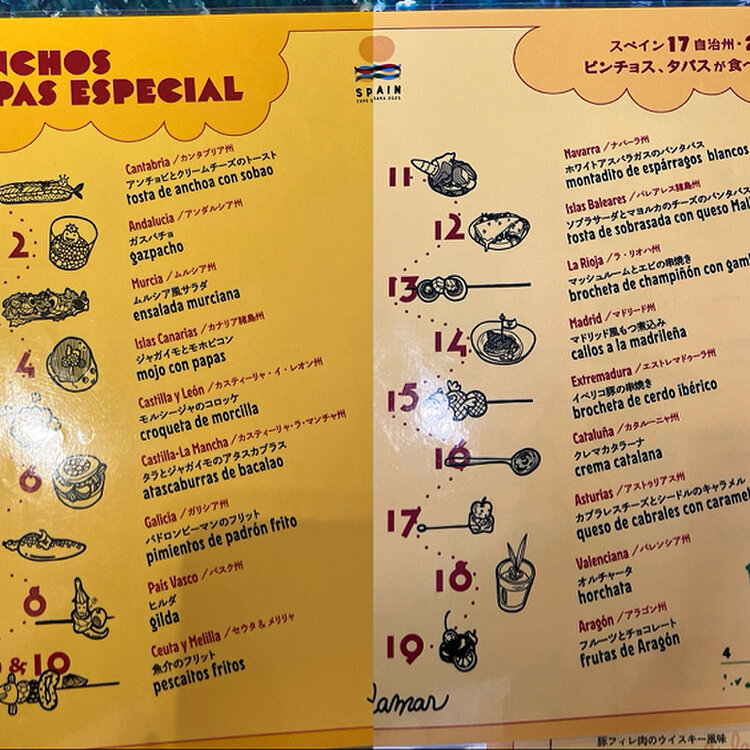 NCHOS
PAS ESPECIAL
Cantabria / カンタブリア州
アンチョビとクリームチーズのトースト
tosta de anchoa con sobao
2
Andalucia / アンダルシア州
ガスパチョ
gazpacho
Murcia / ムルシア州
ムルシア風サラダ
ensalada murciana
4
Islas Canarias / カナリア諸島州
ジャガイモとモホピコン
mojo con papas
Castilla y León / カスティーリャ・イ・レオン州
モルシージャのコロッケ
croqueta de morcilla
6
Castilla-La Mancha / カスティーリャ・ラ・マンチャ州
タラとジャガイモのアタスカブラス
atascaburras de bacalao
Galicia / ガリシア州
パドロンピーマンのフリット
pimientos de padrón frito
8
País Vasco / バスク州
ヒルダ
gilda
& 10
Ceuta y Melilla / セウタ & メリリャ
魚介のフリット
pescaitos fritos
SPAIN
EXPO OSAKA 2025
スペイン 17 自治州・2
ピンチョス、タパスが食べ
11
Navarra / ナバーラ州
ホワイトアスパラガスのパンタパス
montadito de espárragos blancos
12
Islas Baleares / バレアレス諸島州
ソブラサーダとマヨルカのチーズのパンタパス
tosta de sobrasada con queso Mal
13
La Rioja / ラ・リオハ州
マッシュルームとエビの串焼き
brocheta de champiñón con gamb
14
Madrid / マドリード州
マドリッド風もつ煮込み
callos a la madrileña
15
Extremadura / エストレマドゥーラ州
イベリコ豚の串焼き
brocheta de cerdo ibérico
16
Cataluña / カタルーニャ州
クレマカタラーナ
crema catalana
17
Asturias / アストゥリアス州
カブラレスチーズとシードルのキャラメル
queso de cabrales con caramel
18
Valenciana / バレンシア州
オルチャータ
horchata
19
Aragón / アラゴン州
フルーツとチョコレート
frutas de Aragón
4
豚フィレ肉のウイスキー風味